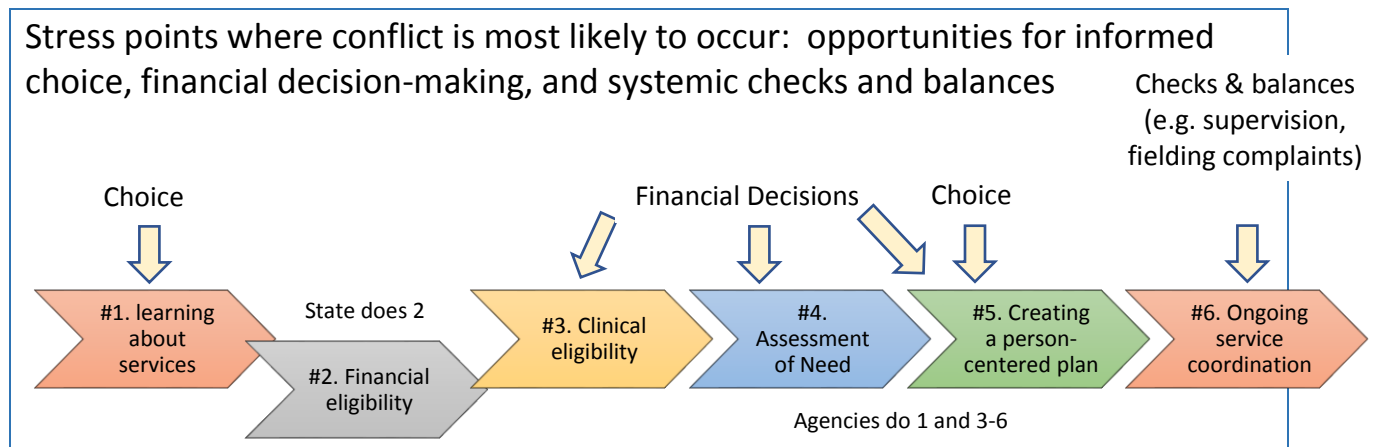 Stress points where conflict is most likely to occur: opportunities for informed
choice, financial decision-making, and systemic checks and balances
Checks & balances
(e.g. supervision,
fielding complaints)
Choice
Financial Decisions
Choice
#1. learning
about
services
State does 2
#2. Financial
eligibility
#3. Clinical
eligibility
#4.
Assessment
of Need
#5. Creating
a person-
centered plan
#6. Ongoing
service
coordination
Agencies do 1 and 3-6